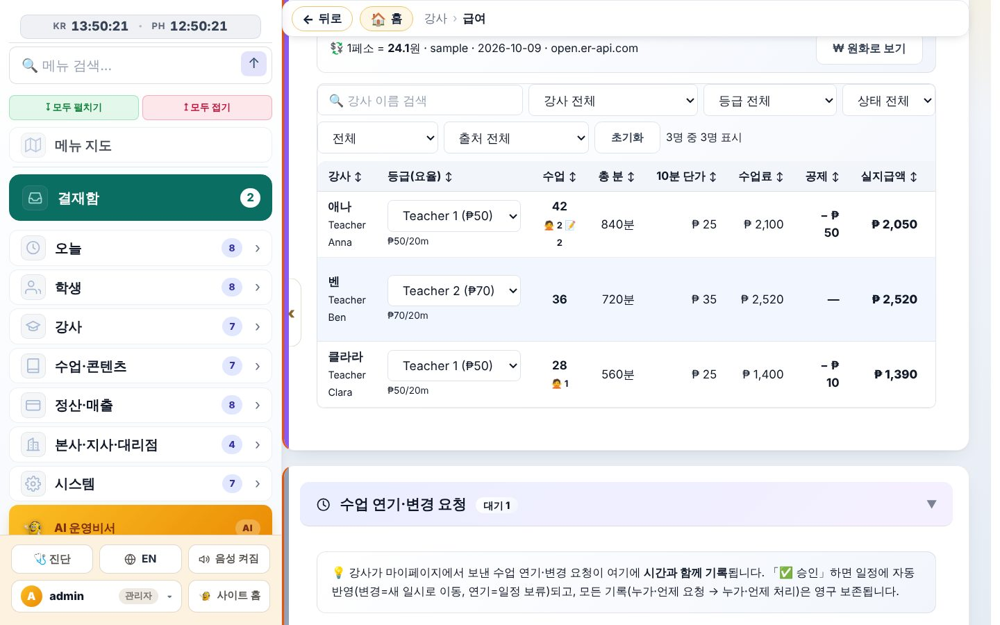 KR 13:50:21 • PH 12:50:21
🔍 메뉴 검색...
↑
↧ 모두 펼치기
↥ 모두 접기
메뉴 지도
결재함 2
오늘 8 ›
학생 8 ›
강사 7 ›
수업·콘텐츠 7 ›
정산·매출 8 ›
본사·지사·대리점 4 ›
시스템 7 ›
AI 운영비서 AI
🩺 진단
EN
음성 켜짐
A admin 관리자
사이트 홈
← 뒤로
🏠 홈
강사 › 급여
💱 1페소 = 24.1원 · sample · 2026-10-09 · open.er-api.com
₩ 원화로 보기
🔍 강사 이름 검색
강사 전체
등급 전체
상태 전체
전체
출처 전체
초기화
3명 중 3명 표시
강사 ↕ 등급(요율) ↕ 수업 ↕ 총 분 ↕ 10분 단가 ↕ 수업료 ↕ 공제 ↕ 실지급액 ↕
애나
Teacher
Anna
Teacher 1 (₱50)
₱50/20m
42
🙅 2 📝
2
840분
₱ 25
₱ 2,100
− ₱
50
₱ 2,050
벤
Teacher
Ben
Teacher 2 (₱70)
₱70/20m
36
720분
₱ 35
₱ 2,520
—
₱ 2,520
클라라
Teacher
Clara
Teacher 1 (₱50)
₱50/20m
28
🙅 1
560분
₱ 25
₱ 1,400
− ₱
10
₱ 1,390
«
수업 연기·변경 요청 대기 1 ▼
💡 강사가 마이페이지에서 보낸 수업 연기·변경 요청이 여기에 시간과 함께 기록됩니다. 「✅ 승인」하면 일정에 자동
반영(변경=새 일시로 이동, 연기=일정 보류)되고, 모든 기록(누가·언제 요청 → 누가·언제 처리)은 영구 보존됩니다.